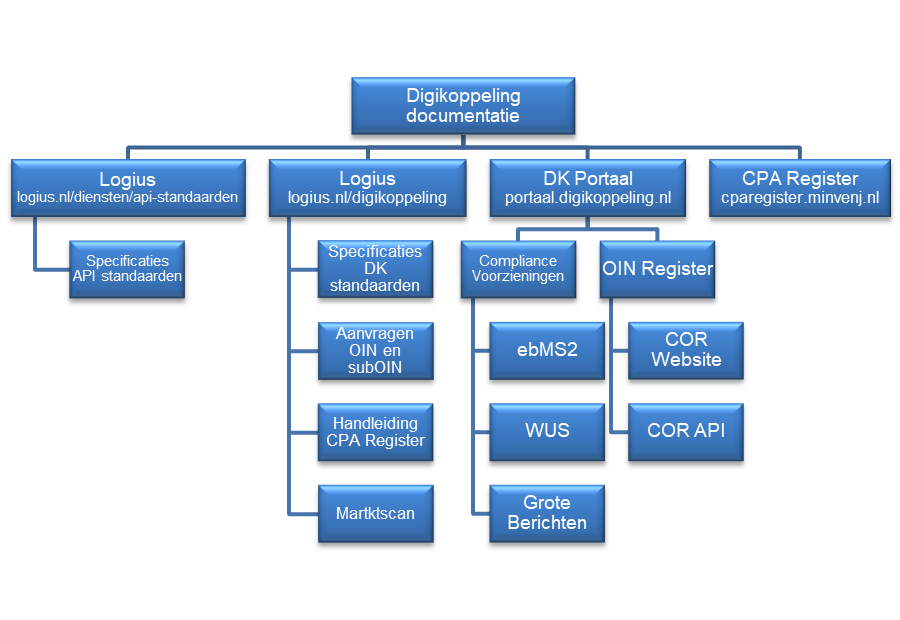 Digikoppeling
documentatie
Logius
logius.nl/diensten/api-standaarden
Logius
logius.nl/digikoppeling
DK Portaal
portaal.digikoppeling.nl
CPA Register
cparegister.minvenj.nl
Specificaties
API standaarden
Specificaties
DK
standaarden
Aanvragen
OIN en
subOIN
Handleiding
CPA Register
Martktscan
Compliance
Voorzieningen
ebMS2
WUS
Grote
Berichten
OIN Register
COR
Website
COR API